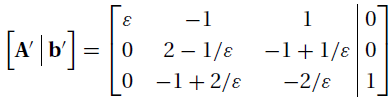 [A′|b′] = [ε −1 1 | 0
0 2 − 1/ε −1 + 1/ε | 0
0 −1 + 2/ε −2/ε | 1]